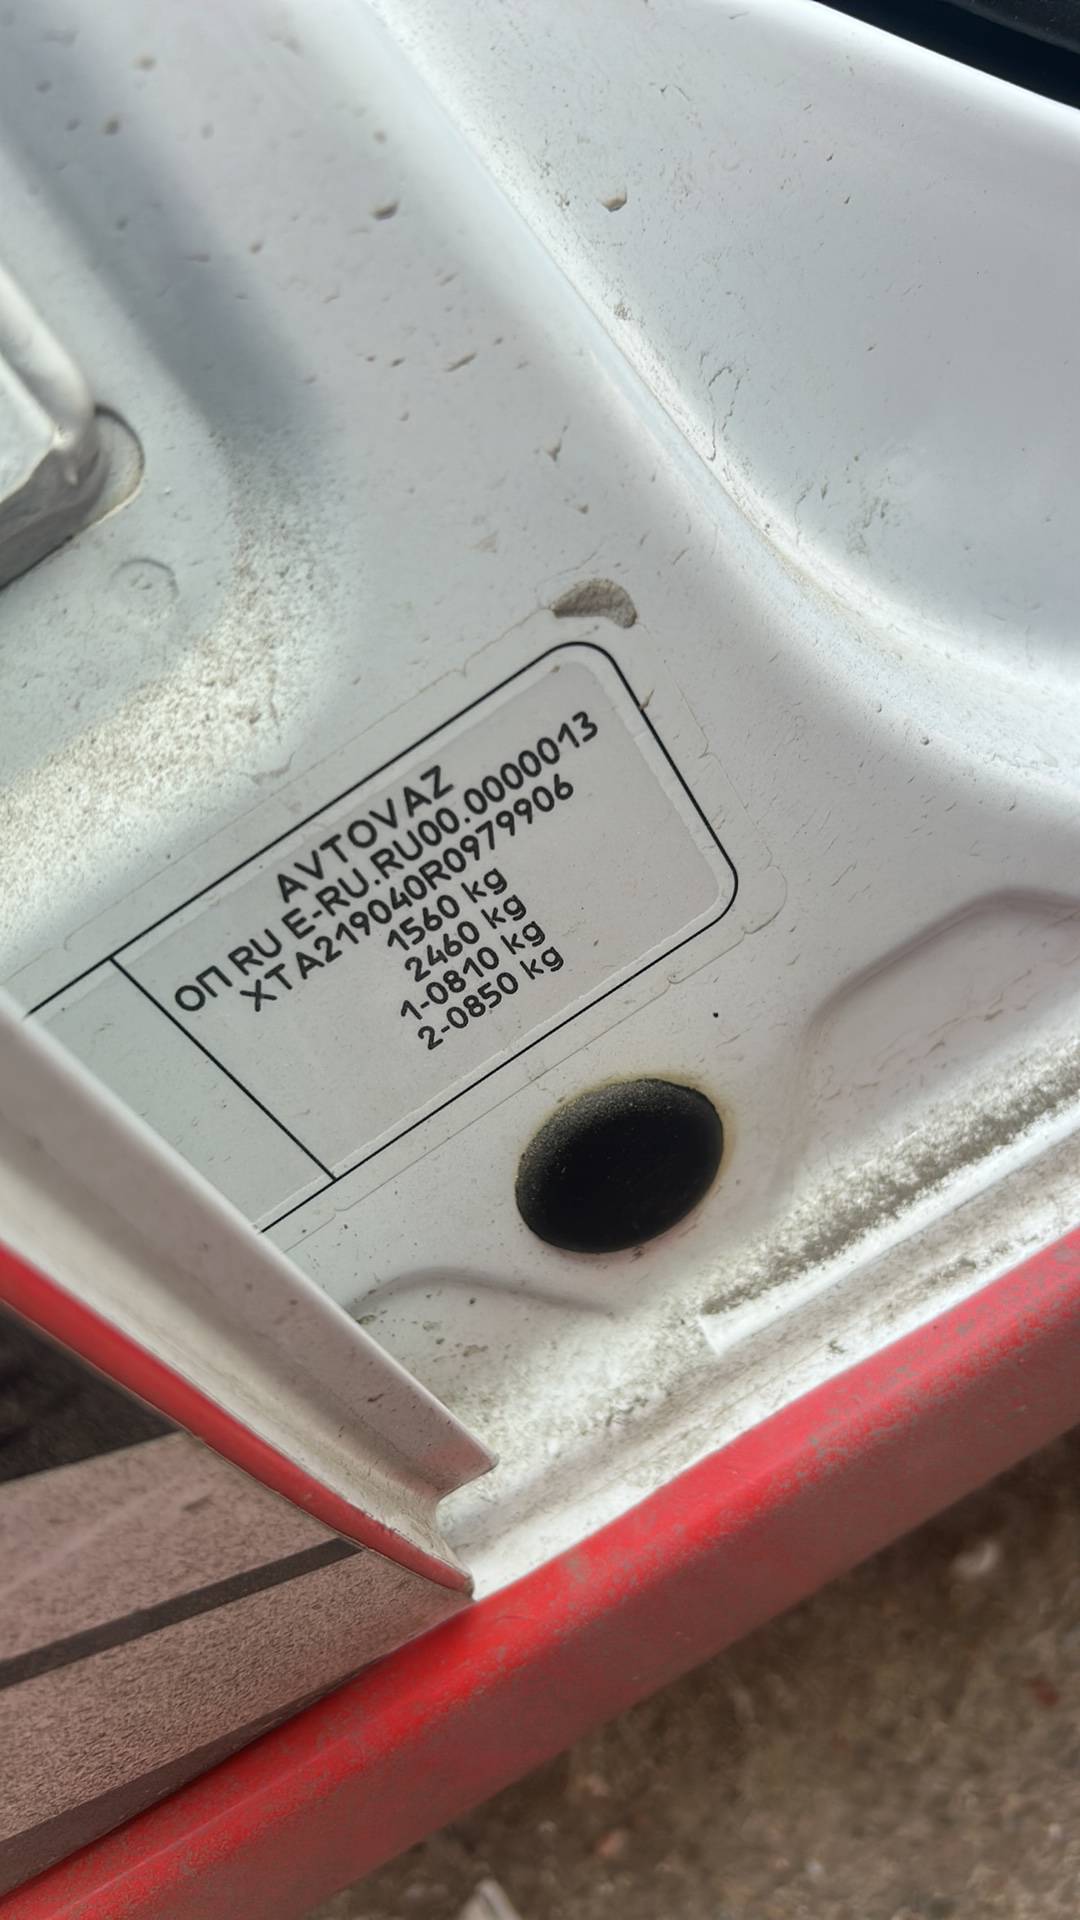 AVTOVAZ
ОП RU E-RU.RU00.0000013
XTA219040R0979906
1560 kg
2460 kg
1-0810 kg
2-0850 kg